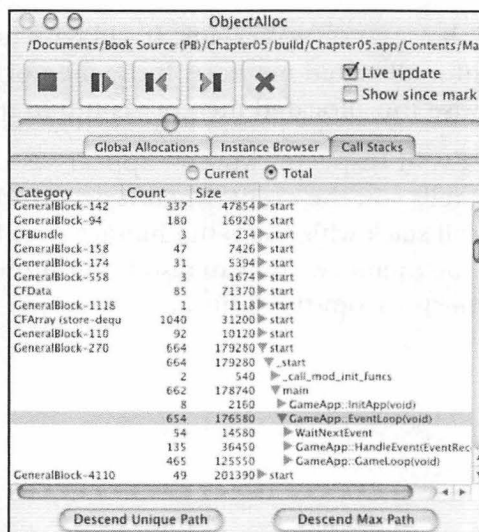 ObjectAlloc
/Documents/Book Source (PB)/Chapter05/build/Chapter05.app/Contents/Ma
Live update
Show since mark
Global Allocations Instance Browser Call Stacks
Current Total
Category Count Size
GeneralBlock-142 337 47854 start
GeneralBlock-94 180 16920 start
CFBundle 6 234 start
GeneralBlock-158 47 7426 start
GeneralBlock-174 31 5394 start
GeneralBlock-558 3 1674 start
CFData 85 71370 start
GeneralBlock-1118 1 1118 start
CFArray (store-dequ 1040 31200 start
GeneralBlock-110 92 10120 start
GeneralBlock-270 664 179280 start
664 179280 _start
2 540 _call_mod_init_funcs
662 178740 main
8 2160 GameApp::InitApp(void)
654 176580 GameApp::EventLoop(void)
54 14580 WaitNextEvent
135 36450 GameApp::HandleEvent(EventRec
465 125550 GameApp::GameLoop(void)
GeneralBlock-4110 49 201390 start
Descend Unique Path Descend Max Path